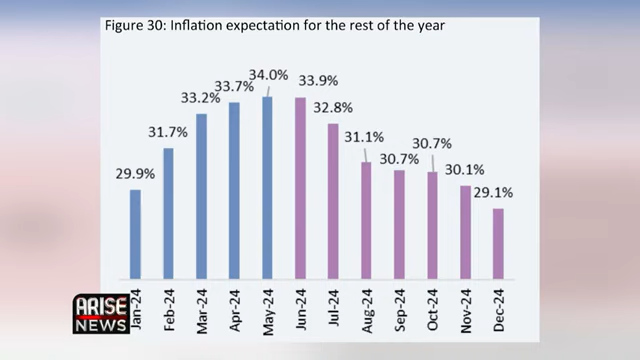 Figure 30: Inflation expectation for the rest of the year
29.9%
31.7%
33.2%
33.7%
34.0%
33.9%
32.8%
31.1%
30.7%
30.7%
30.1%
29.1%
Jan-24
Feb-24
Mar-24
Apr-24
May-24
Jun-24
Jul-24
Aug-24
Sep-24
Oct-24
Nov-24
Dec-24
ARISE
NEWS